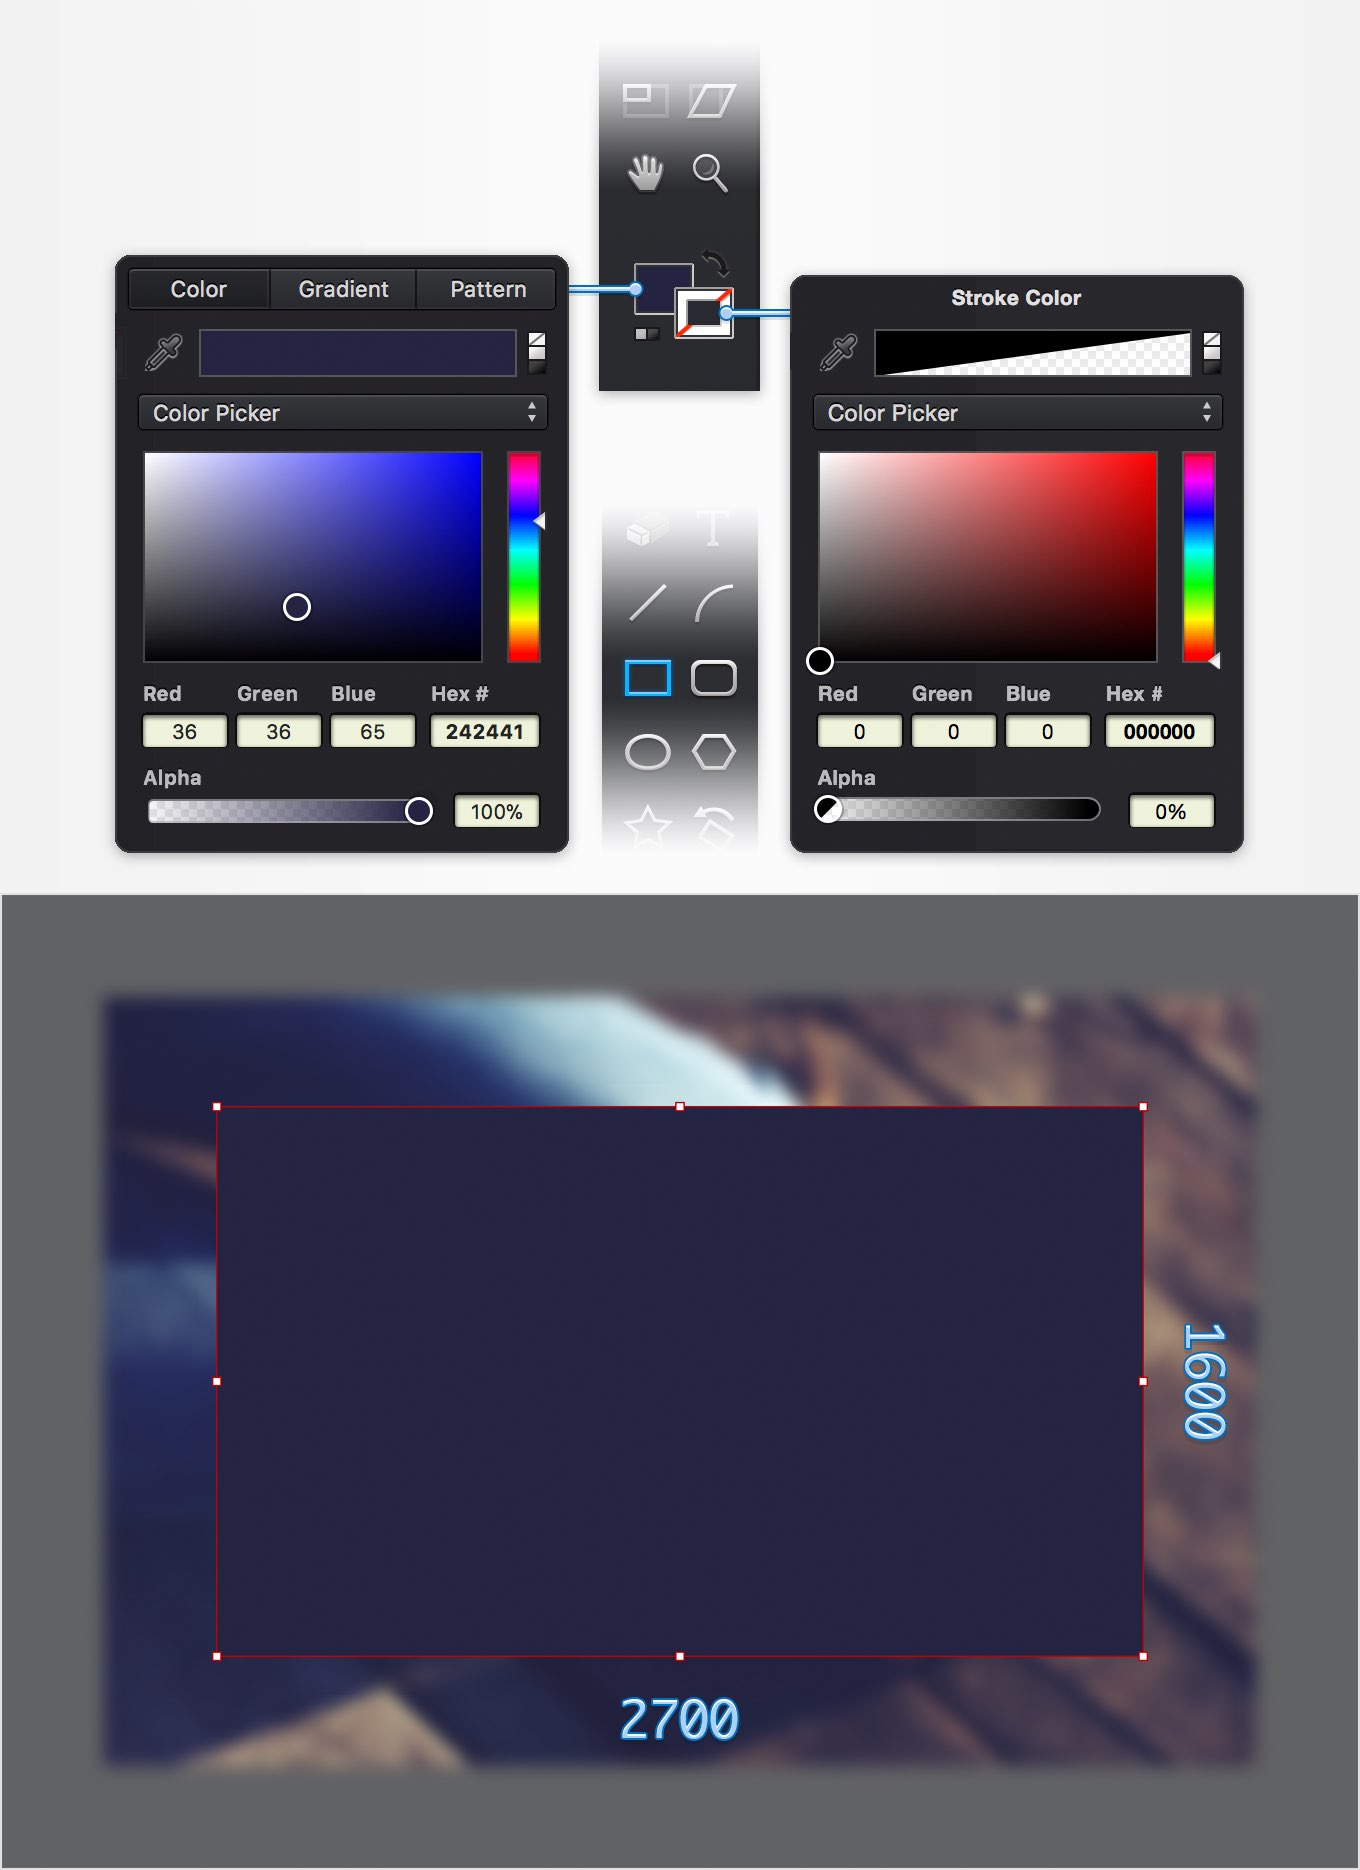 Color Gradient Pattern
Color Picker
Red Green Blue Hex #
36 36 65 242441
Alpha
100%
Stroke Color
Color Picker
Red Green Blue Hex #
0 0 0 000000
Alpha
0%
T
1600
2700